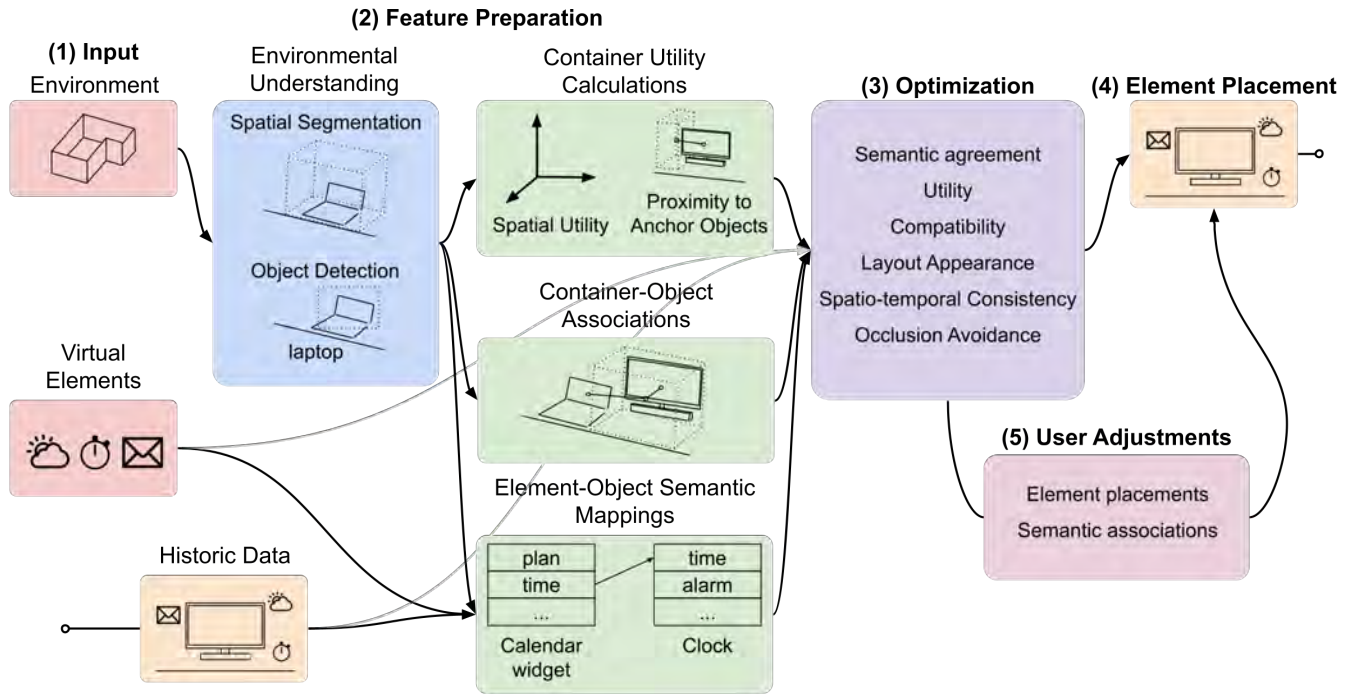 (2) Feature Preparation
(1) Input
Environment
Environmental
Understanding
Spatial Segmentation
Object Detection
laptop
Container Utility
Calculations
Spatial Utility
Proximity to
Anchor Objects
Container-Object
Associations
Virtual
Elements
Historic Data
Element-Object Semantic
Mappings
plan
time
...
Calendar
widget
time
alarm
...
Clock
(3) Optimization
Semantic agreement
Utility
Compatibility
Layout Appearance
Spatio-temporal Consistency
Occlusion Avoidance
(4) Element Placement
(5) User Adjustments
Element placements
Semantic associations